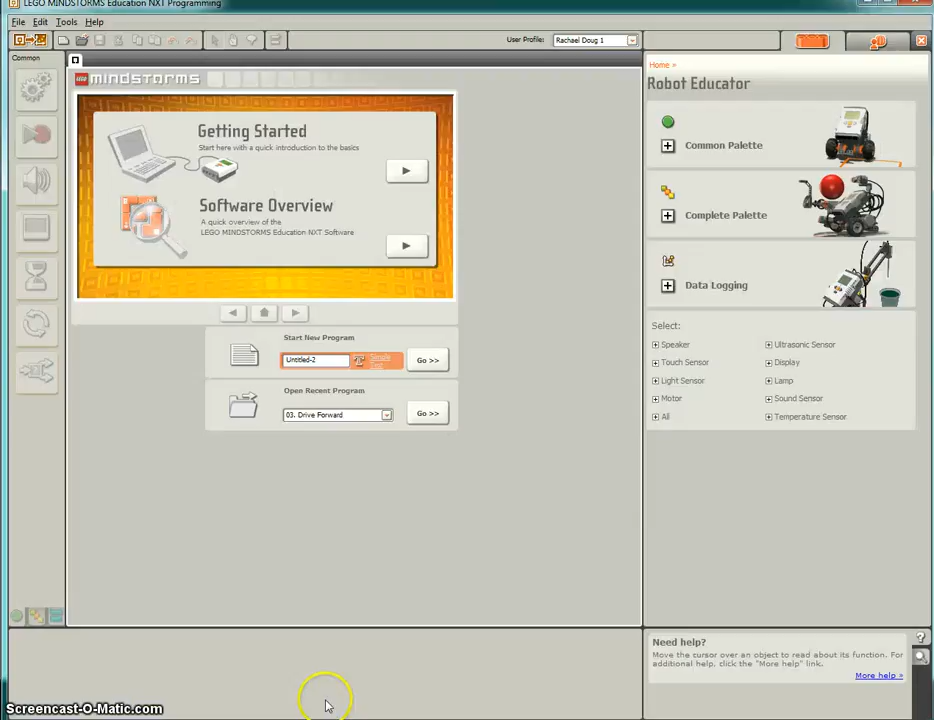 LEGO MINDSTORMS Education NXT Programming
File Edit Tools Help
User Profile: Rachael Doug 1
Common
LEGO mindstorms
Getting Started
Start here with a quick introduction to the basics
Software Overview
A quick overview of the
LEGO MINDSTORMS Education NXT Software
Start New Program
Untitled-2
Go >>
Open Recent Program
03. Drive Forward
Go >>
Home »
Robot Educator
Common Palette
Complete Palette
Data Logging
Select:
Speaker
Ultrasonic Sensor
Touch Sensor
Display
Light Sensor
Lamp
Motor
Sound Sensor
All
Temperature Sensor
Need help?
Move the cursor over an object to read about its function. For
additional help, click the "More help" link.
More help »
Screencast-O-Matic.com